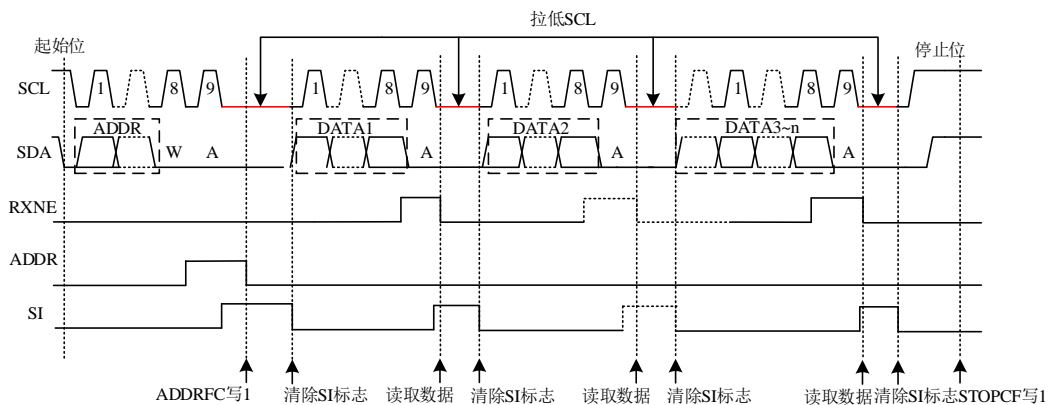 拉低SCL
起始位
停止位
SCL
1
8
9
1
8
9
1
8
9
1
8
9
SDA
ADDR
W
A
DATA1
A
DATA2
A
DATA3~n
A
RXNE
ADDR
SI
ADDRFC写1
清除SI标志
读取数据
清除SI标志
读取数据
清除SI标志
读取数据
清除SI标志
STOPCF写1